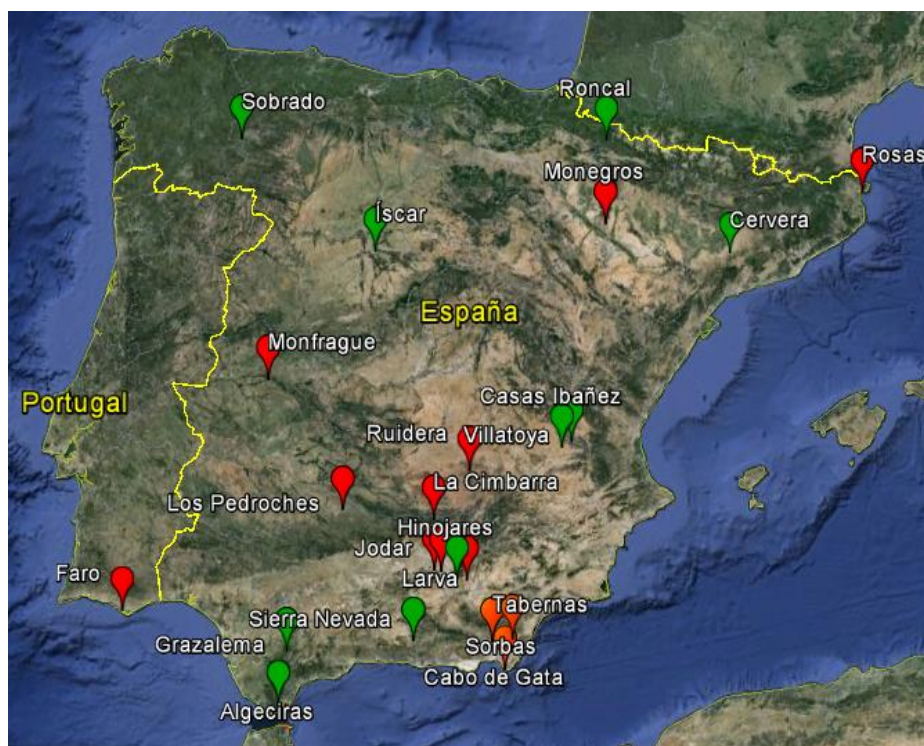 Roncal
Sobrado
Rosas
Monegros
Íscar
Cervera
España
Monfrague
Portugal
Casas Ibañez
Ruidera
Villatoya
La Cimbarra
Los Pedroches
Hinojares
Jodar
Faro
Larva
Tabernas
Sierra Nevada
Grazalema
Sorbas
Cabo de Gata
Algeciras